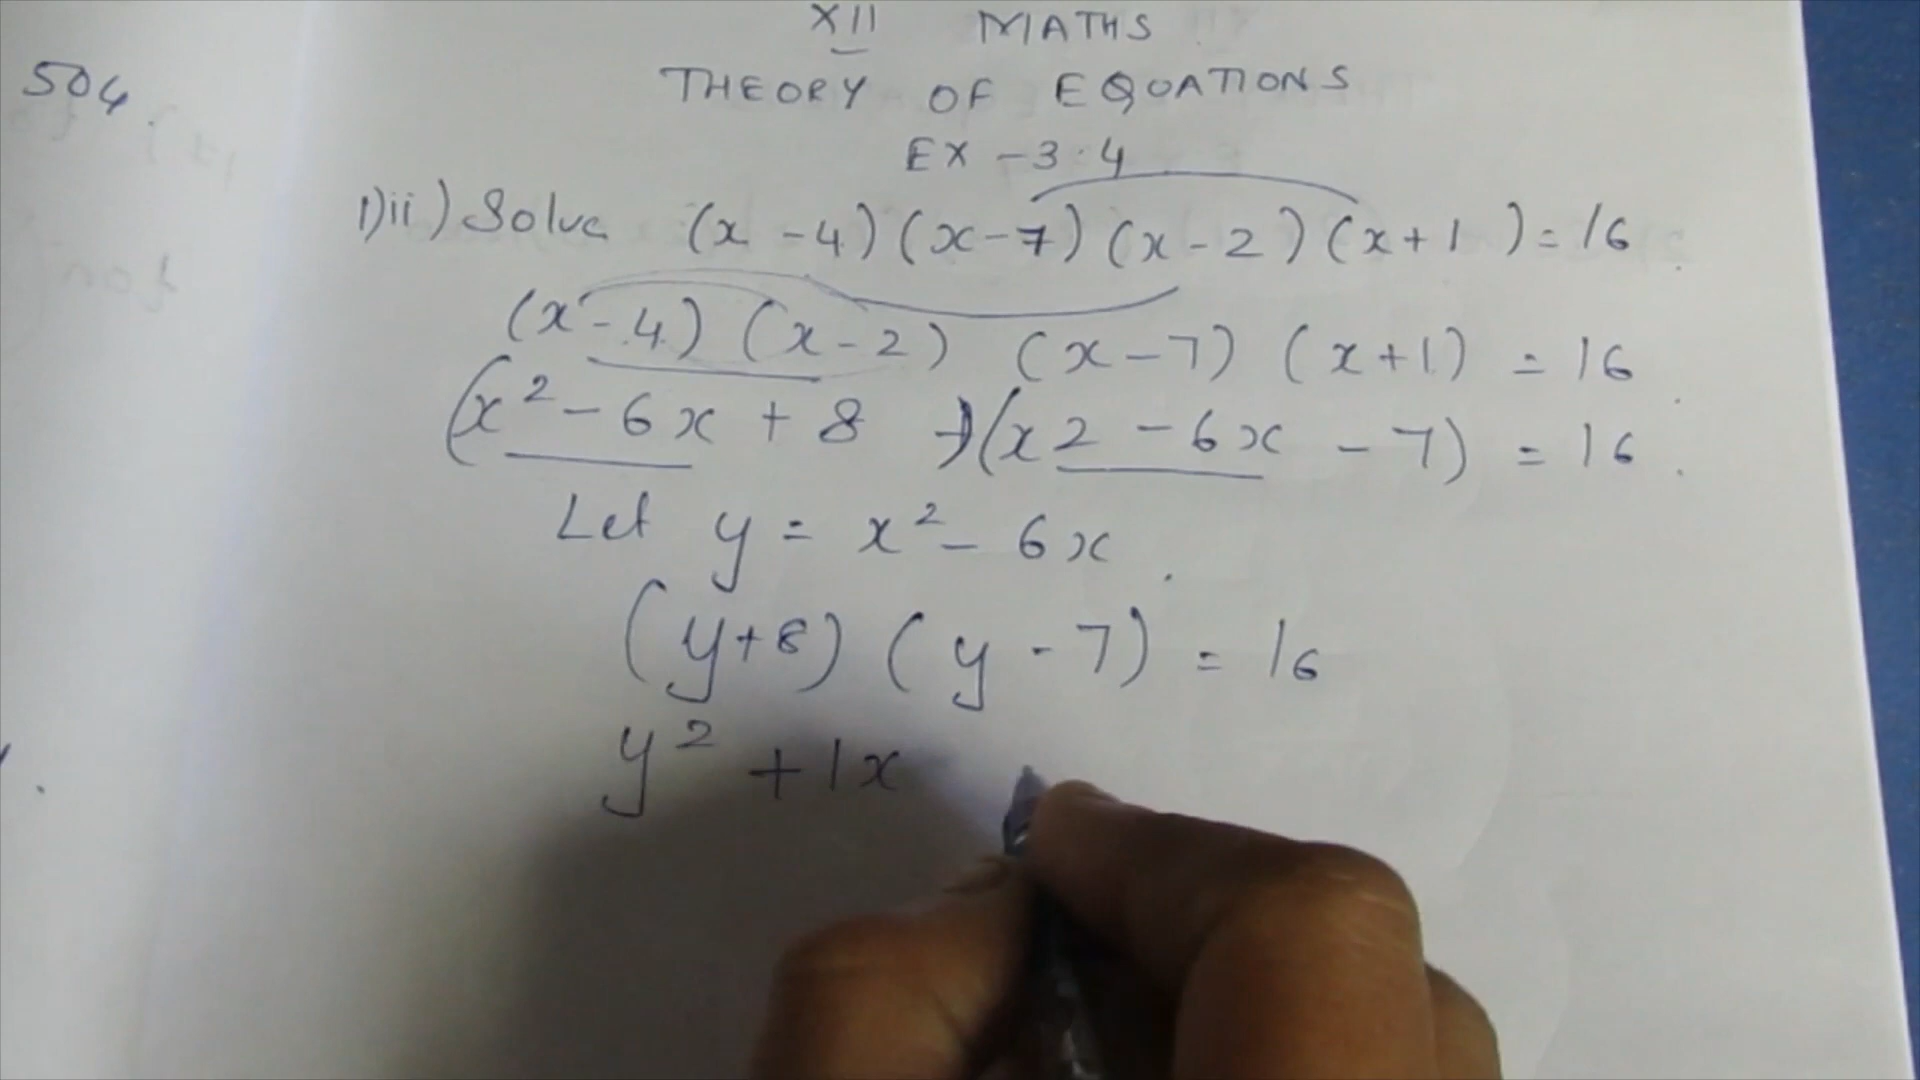 XII MATHS
504
THEORY OF EQUATIONS
EX - 3.4
1)ii) Solve (x - 4) (x - 7) (x - 2) (x + 1) = 16
(x - 4) (x - 2) (x - 7) (x + 1) = 16
(x² - 6x + 8) (x2 - 6x - 7) = 16
Let y = x² - 6x
(y+8) (y - 7) = 16
y² + 1x